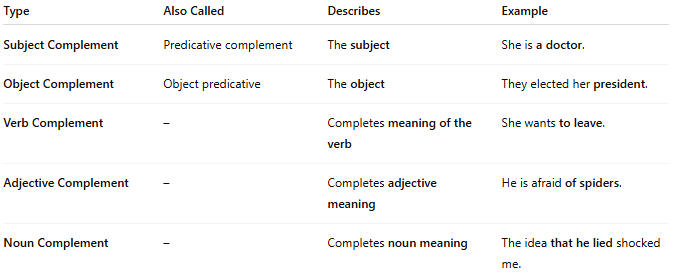 Type Also Called Describes Example
Subject Complement Predicative complement The subject She is a doctor.
Object Complement Object predicative The object They elected her president.
Verb Complement – Completes meaning of the verb She wants to leave.
Adjective Complement – Completes adjective meaning He is afraid of spiders.
Noun Complement – Completes noun meaning The idea that he lied shocked me.